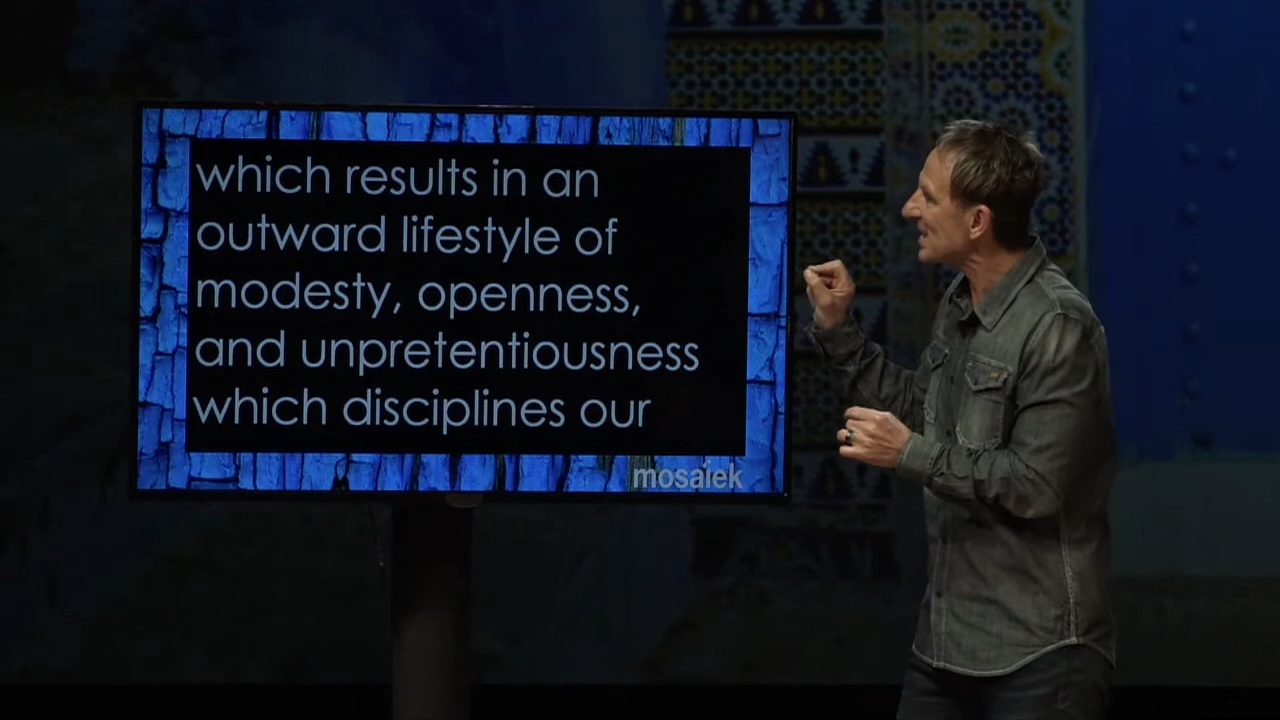 which results in an
outward lifestyle of
modesty, openness,
and unpretentiousness
which disciplines our
mosaiek